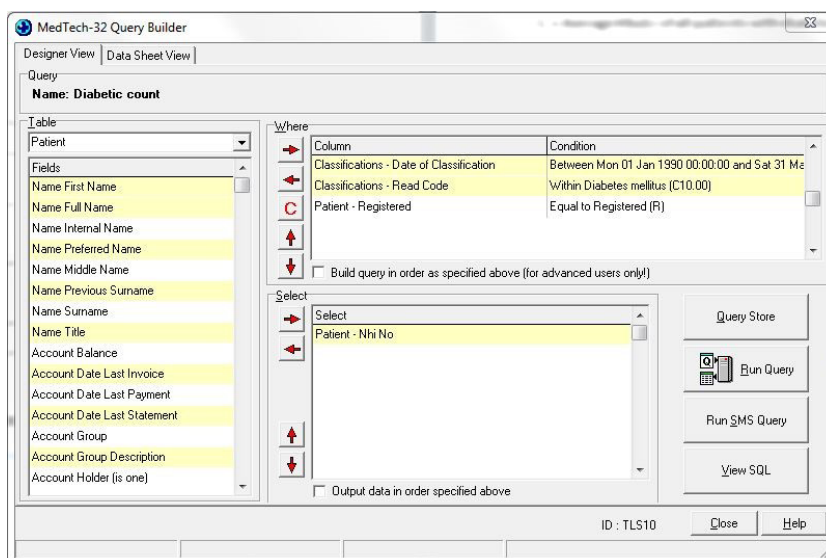 MedTech-32 Query Builder
Designer View
Data Sheet View
Query
Name: Diabetic count
Table
Patient
Fields
Name First Name
Name Full Name
Name Internal Name
Name Preferred Name
Name Middle Name
Name Previous Surname
Name Surname
Name Title
Account Balance
Account Date Last Invoice
Account Date Last Payment
Account Date Last Statement
Account Group
Account Group Description
Account Holder (is one)
Where
Column Condition
Classifications - Date of Classification Between Mon 01 Jan 1990 00:00:00 and Sat 31 Ma
Classifications - Read Code Within Diabetes mellitus (C10.00)
Patient - Registered Equal to Registered (R)
C
Build query in order as specified above (for advanced users only!)
Select
Select
Patient - Nhi No
Output data in order specified above
Query Store
Q
Run Query
Run SMS Query
View SQL
ID : TLS10
Close
Help